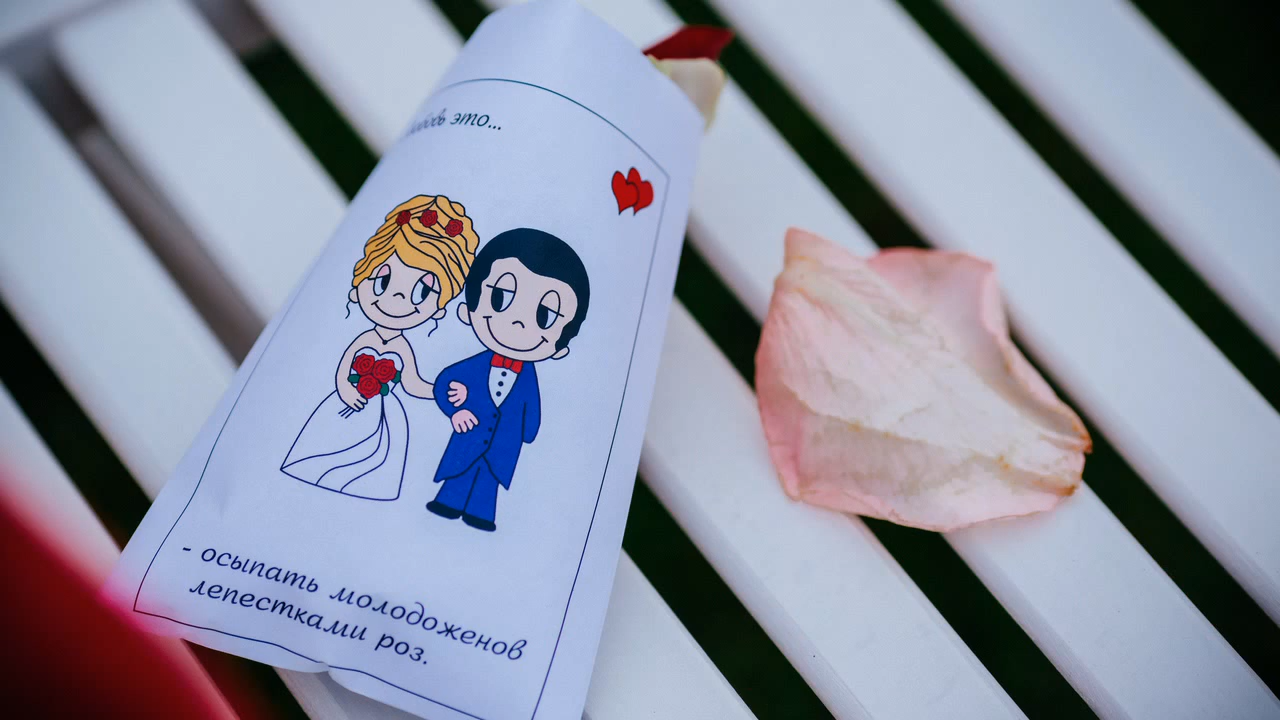 это...
- осыпать молодоженов
лепестками роз.